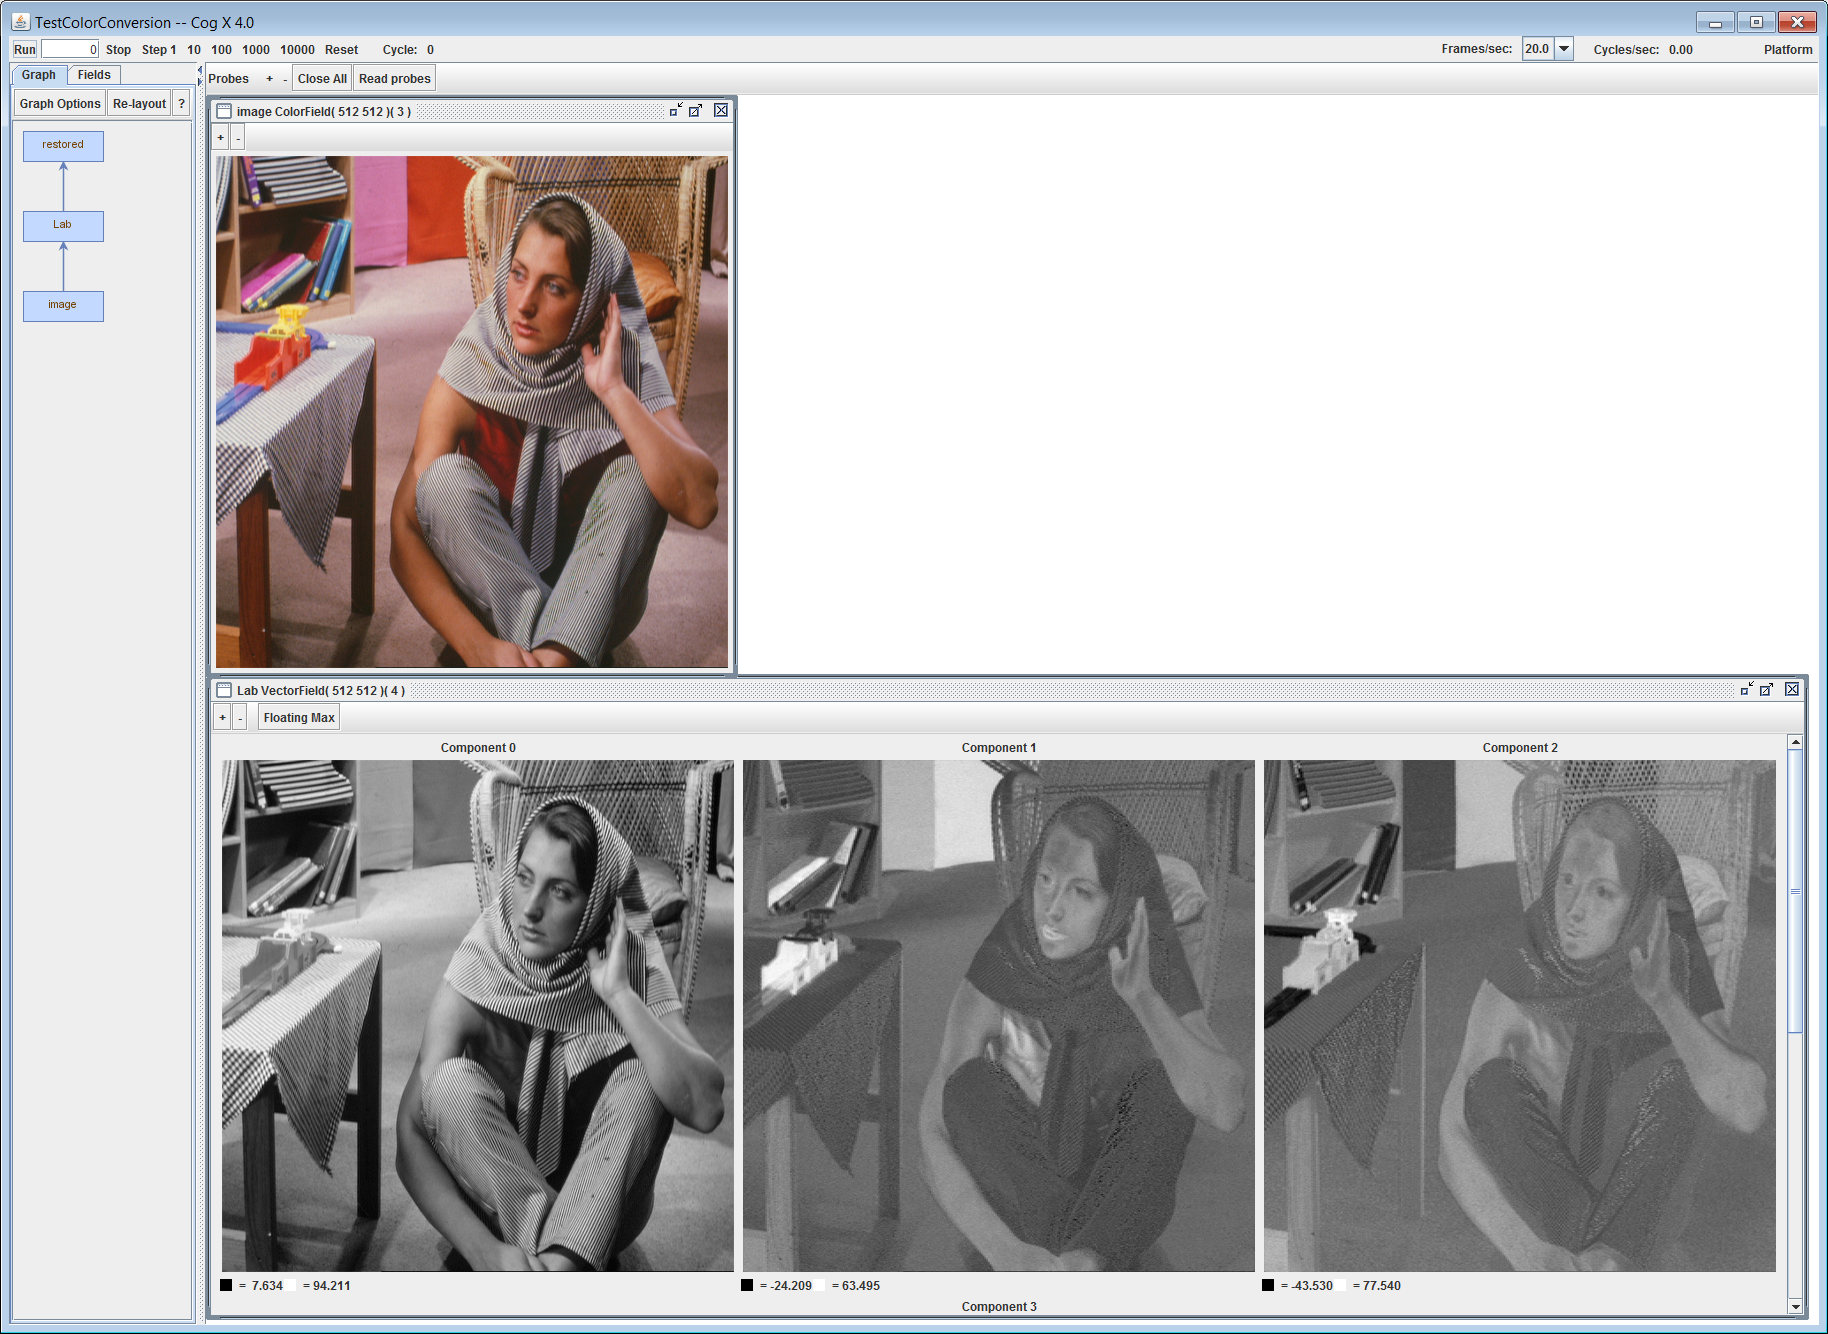 TestColorConversion -- Cog X 4.0
Run 0 Stop Step 1 10 100 1000 10000 Reset Cycle: 0 Frames/sec: 20.0 Cycles/sec: 0.00 Platform
Graph Fields
Probes + - Close All Read probes
Graph Options Re-layout ?
image ColorField( 512 512 )( 3 )
+ -
restored
Lab
image
Lab VectorField( 512 512 )( 4 )
+ - Floating Max
Component 0 Component 1 Component 2
= 7.634 = 94.211 = -24.209 = 63.495 = -43.530 = 77.540
Component 3